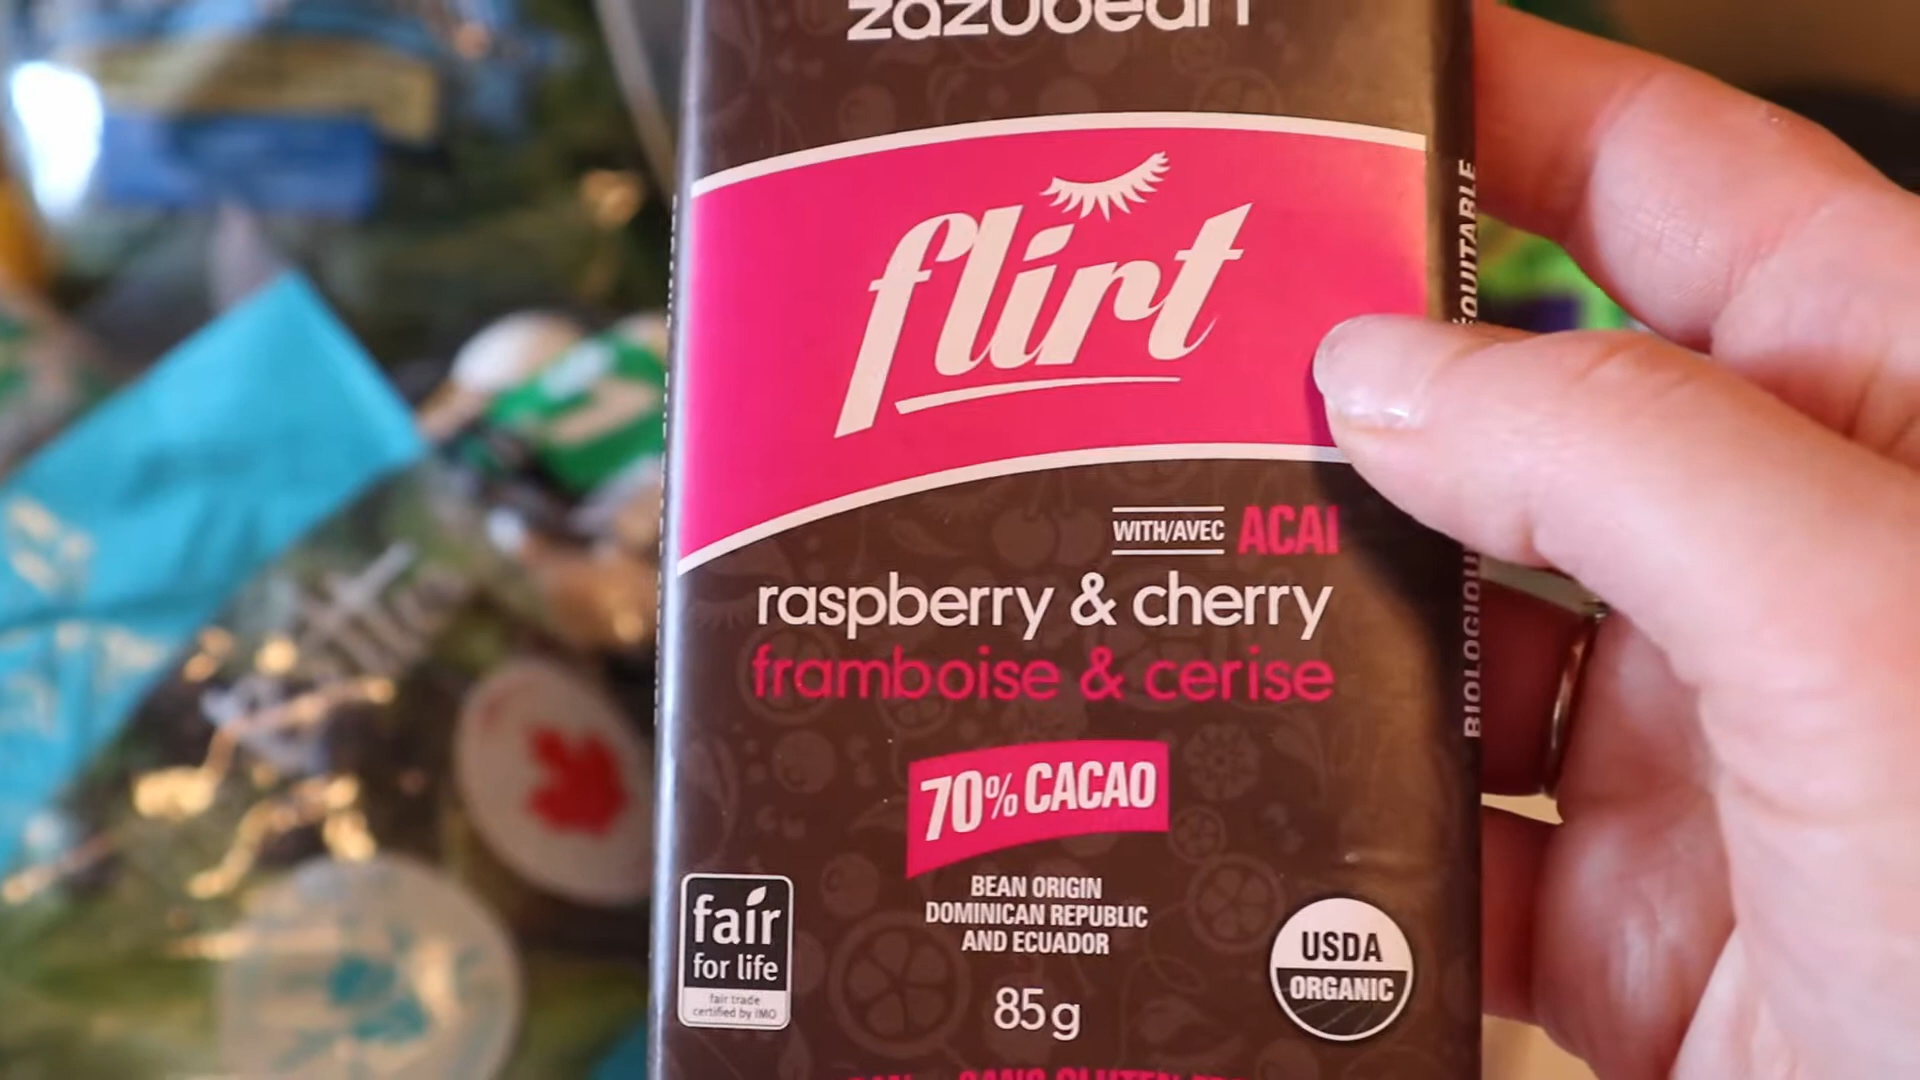 zazubean
flirt
WITH/AVEC ACAI
raspberry & cherry
framboise & cerise
70% CACAO
BEAN ORIGIN
DOMINICAN REPUBLIC
AND ECUADOR
85g
fair
for life
fair trade
certified by IMO
USDA
ORGANIC
ÉQUITABLE